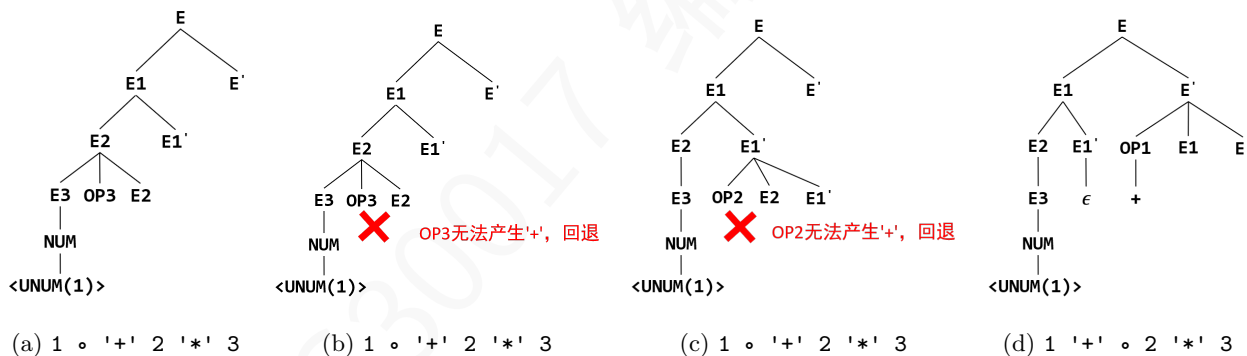 E
E1 E'
E2 E1'
E3 OP3 E2
NUM
<UNUM(1)>
(a) 1 ∘ '+' 2 '*' 3
E
E1 E'
E2 E1'
E3 OP3 E2
OP3无法产生'+'，回退
NUM
<UNUM(1)>
(b) 1 ∘ '+' 2 '*' 3
E
E1 E'
E2 E1'
E3 OP2 E2 E1'
OP2无法产生'+'，回退
NUM
<UNUM(1)>
(c) 1 ∘ '+' 2 '*' 3
E
E1 E'
E2 E1' OP1 E1 E
E3 ϵ +
NUM
<UNUM(1)>
(d) 1 '+' ∘ 2 '*' 3